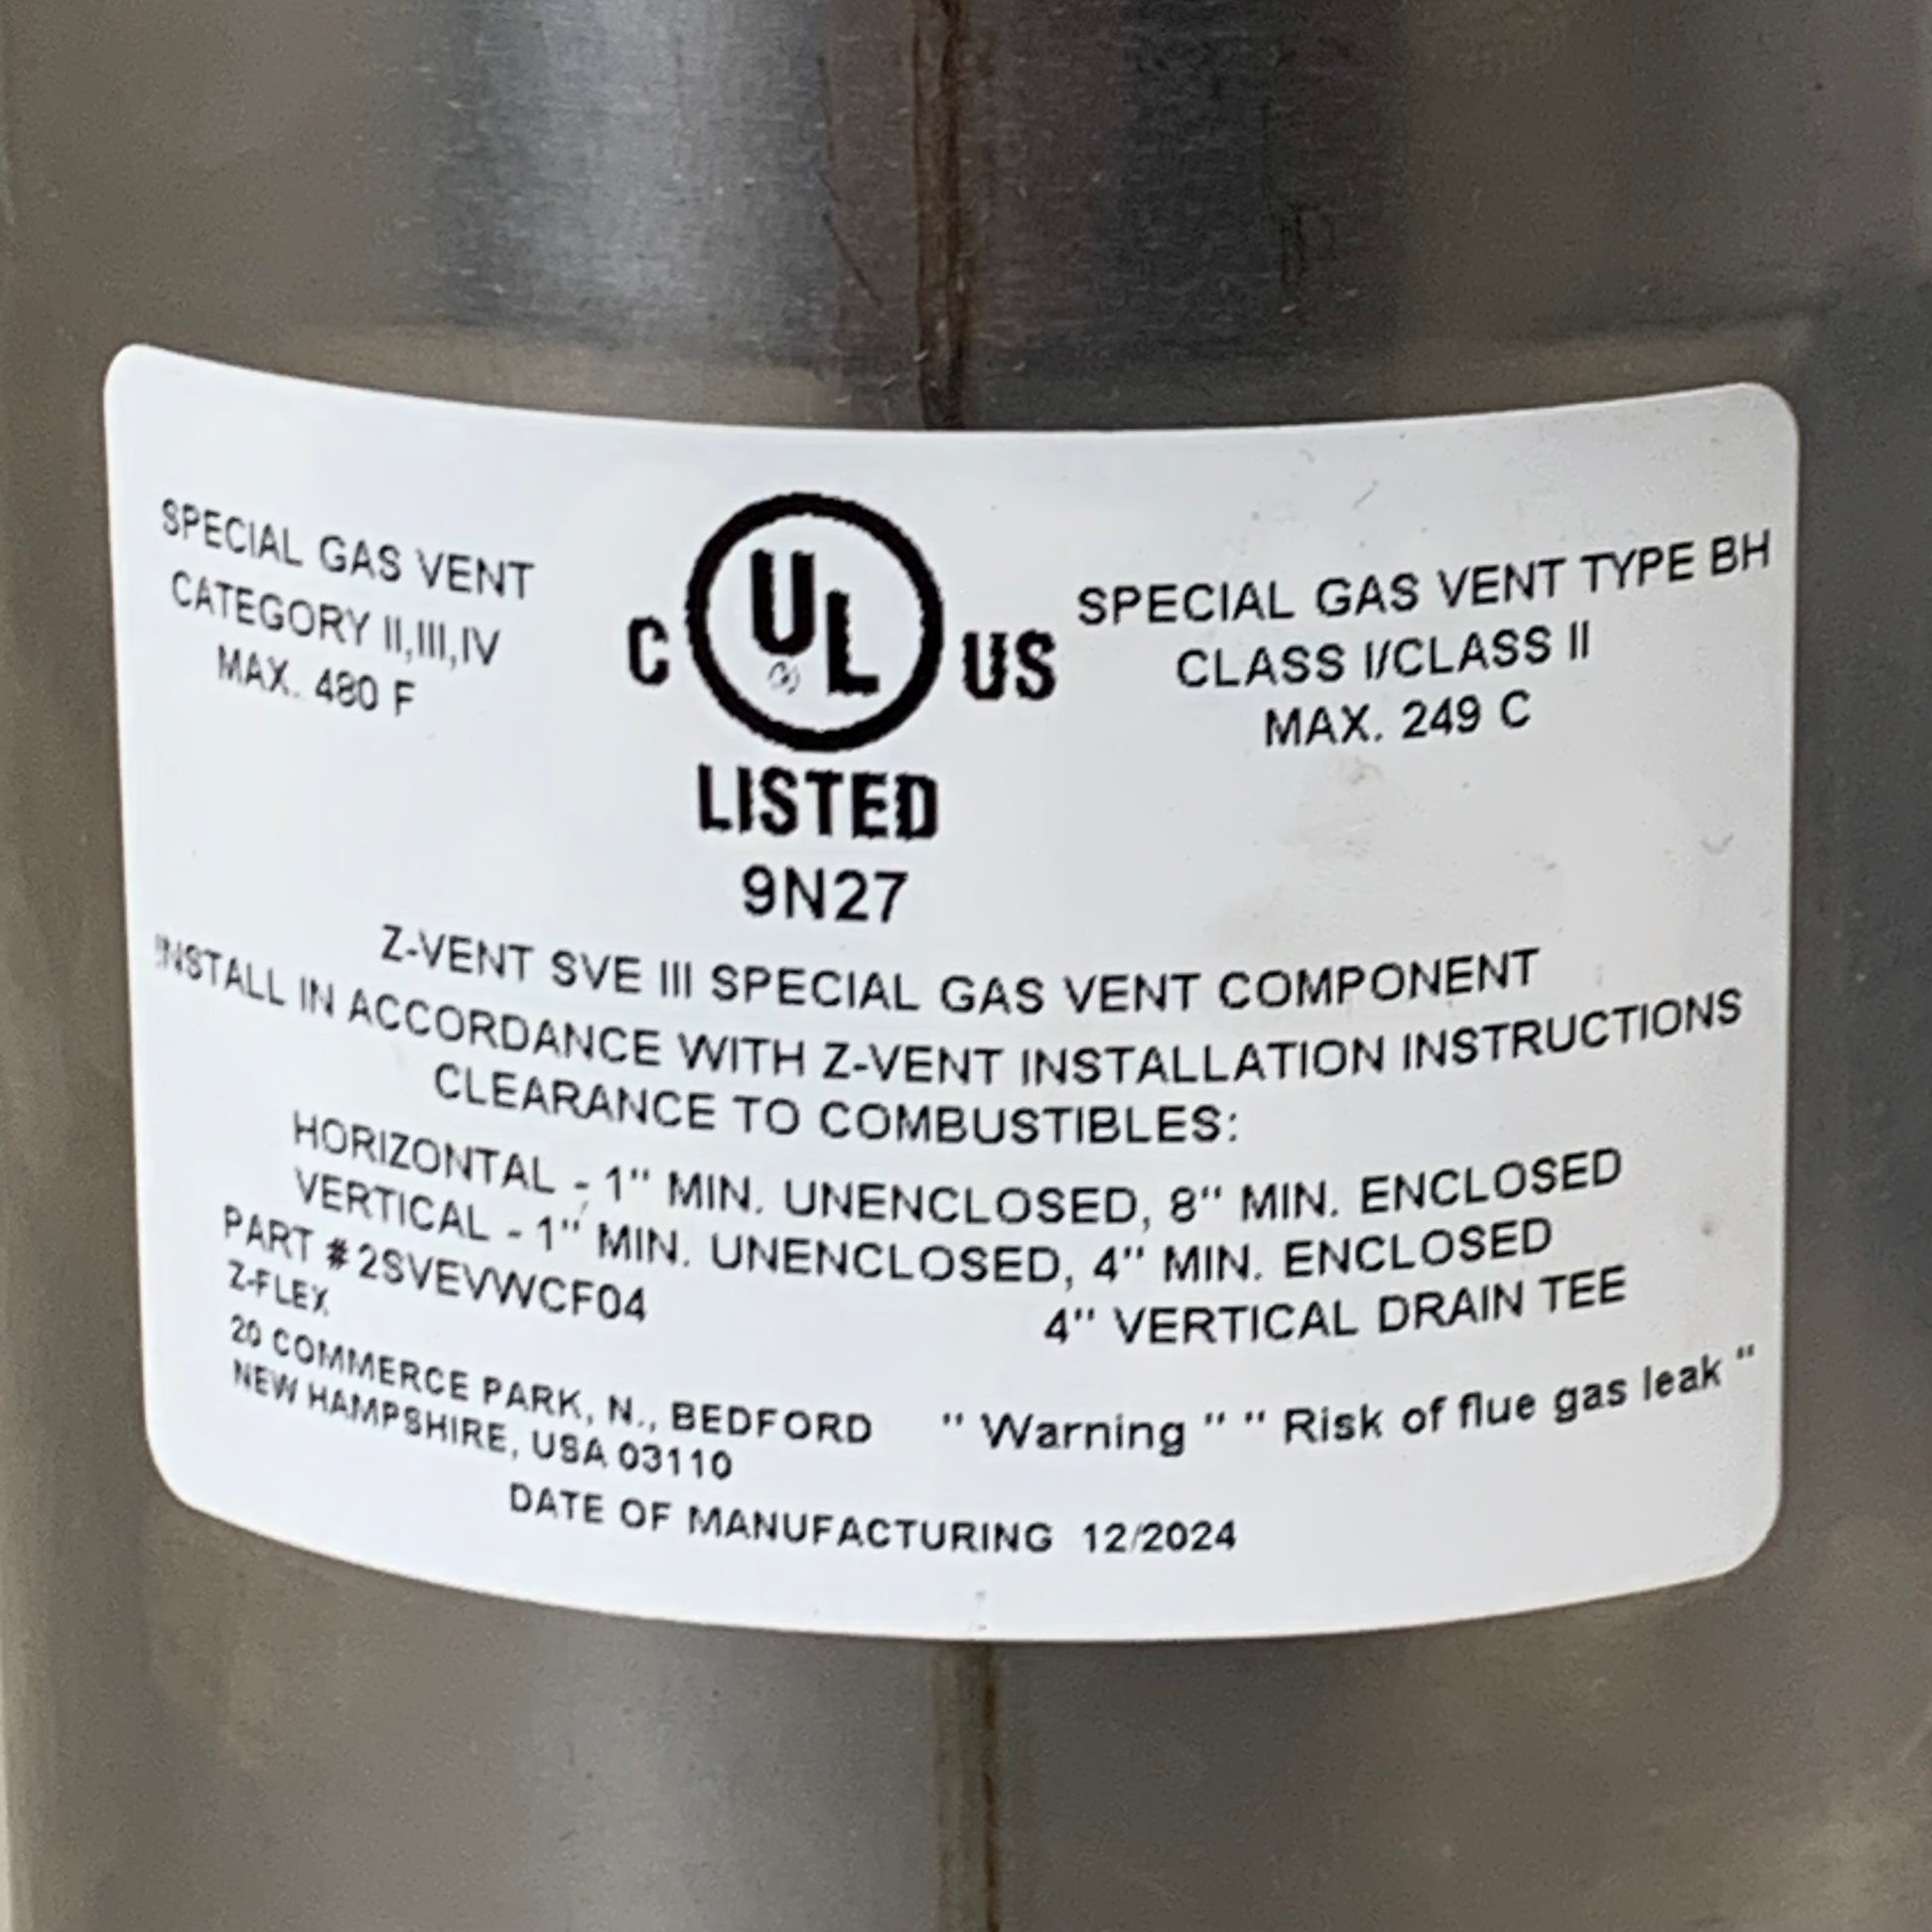 SPECIAL GAS VENT
CATEGORY II,III,IV
MAX. 480 F
C UL US
LISTED
9N27
SPECIAL GAS VENT TYPE BH
CLASS I/CLASS II
MAX. 249 C
Z-VENT SVE III SPECIAL GAS VENT COMPONENT
INSTALL IN ACCORDANCE WITH Z-VENT INSTALLATION INSTRUCTIONS
CLEARANCE TO COMBUSTIBLES:
HORIZONTAL - 1" MIN. UNENCLOSED, 8" MIN. ENCLOSED
VERTICAL - 1" MIN. UNENCLOSED, 4" MIN. ENCLOSED
PART # 2SVEVWCF04
4" VERTICAL DRAIN TEE
Z-FLEX
20 COMMERCE PARK, N., BEDFORD
NEW HAMPSHIRE, USA 03110
" Warning " " Risk of flue gas leak "
DATE OF MANUFACTURING 12/2024